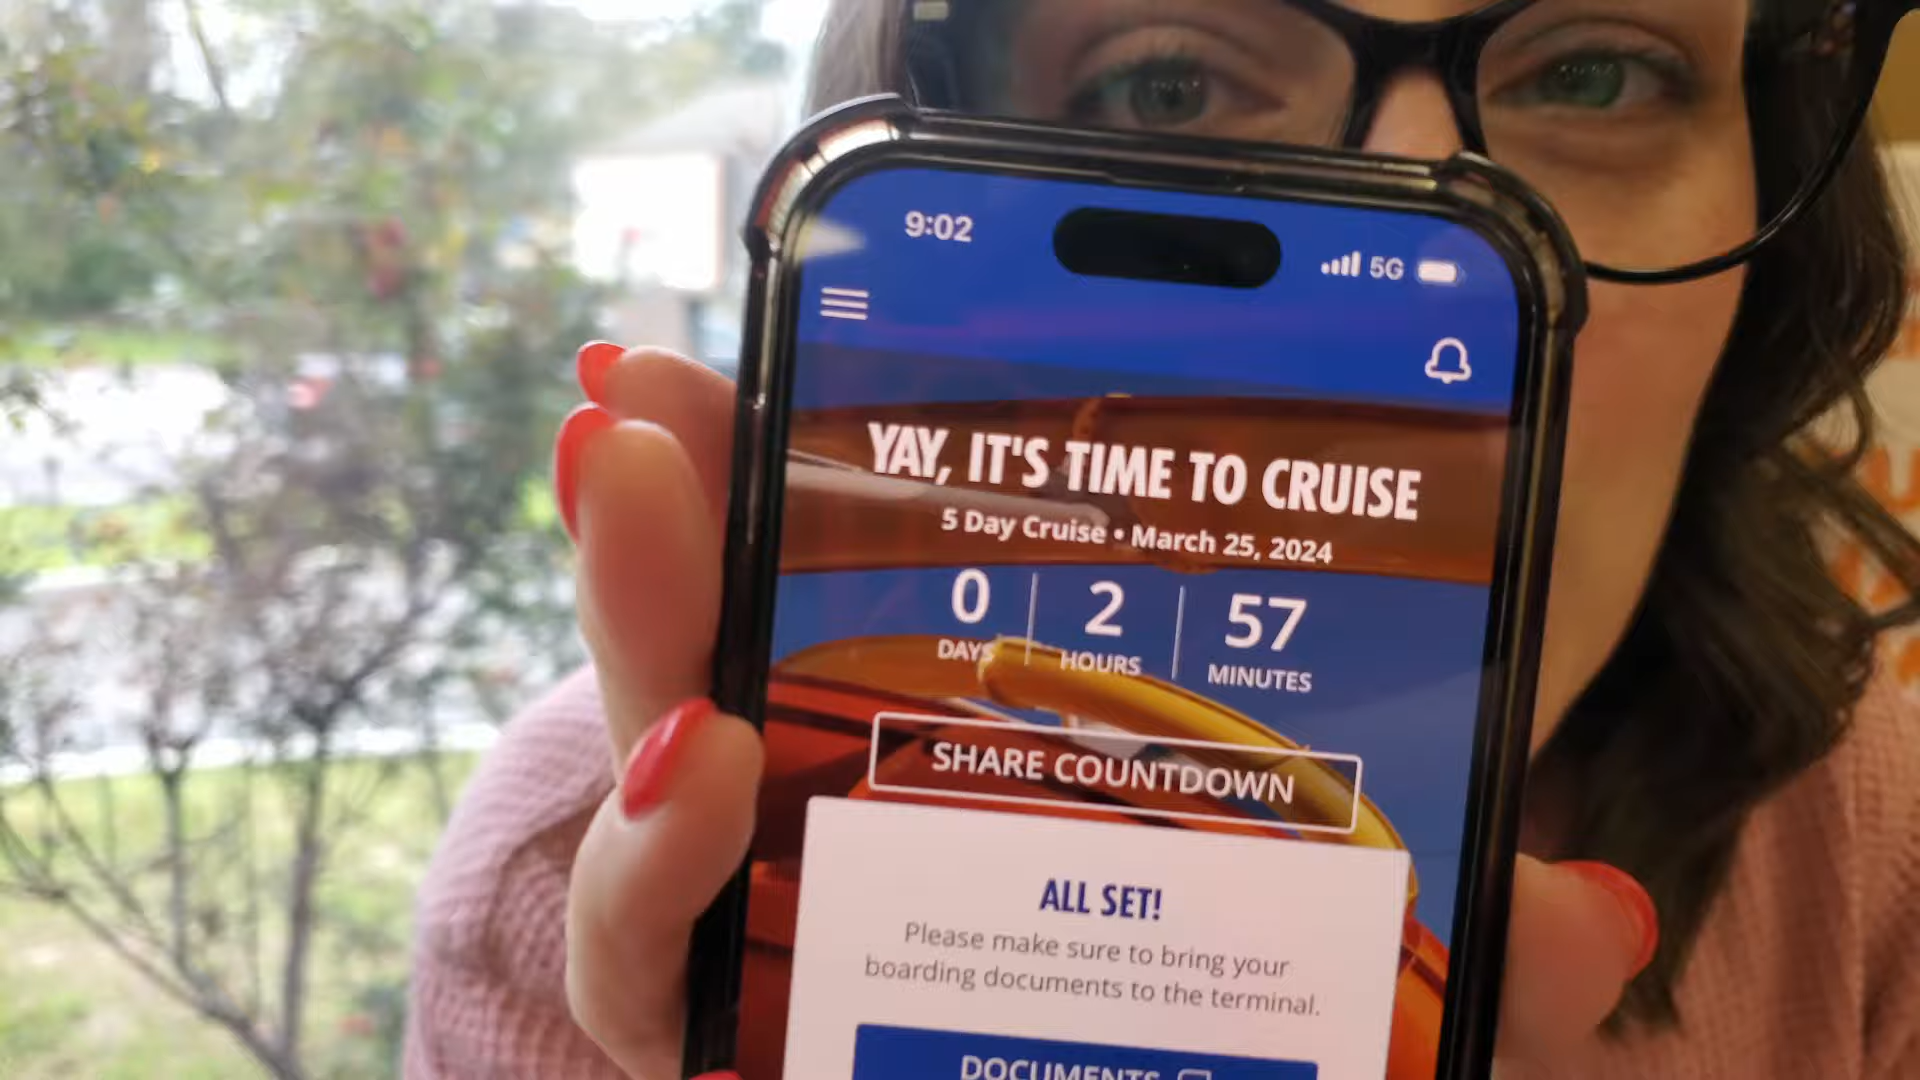 9:02
5G
YAY, IT'S TIME TO CRUISE
5 Day Cruise • March 25, 2024
0 2 57
DAYS HOURS MINUTES
SHARE COUNTDOWN
ALL SET!
Please make sure to bring your
boarding documents to the terminal.
DOCUMENTS